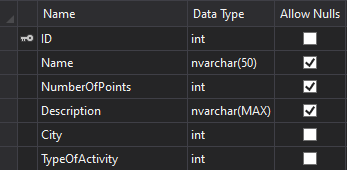 Name Data Type Allow Nulls
ID int
Name nvarchar(50)
NumberOfPoints int
Description nvarchar(MAX)
City int
TypeOfActivity int